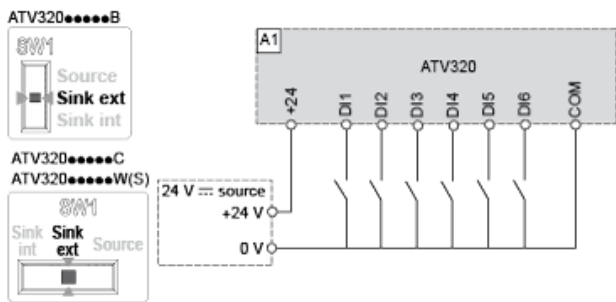 ATV320●●●●●B
SW1
Source
Sink ext
Sink int
ATV320●●●●●C
ATV320●●●●●W(S)
SW1
Sink int
Sink ext
Source
A1
ATV320
+24
DI1
DI2
DI3
DI4
DI5
DI6
COM
24 V ⎓ source
+24 V
0 V